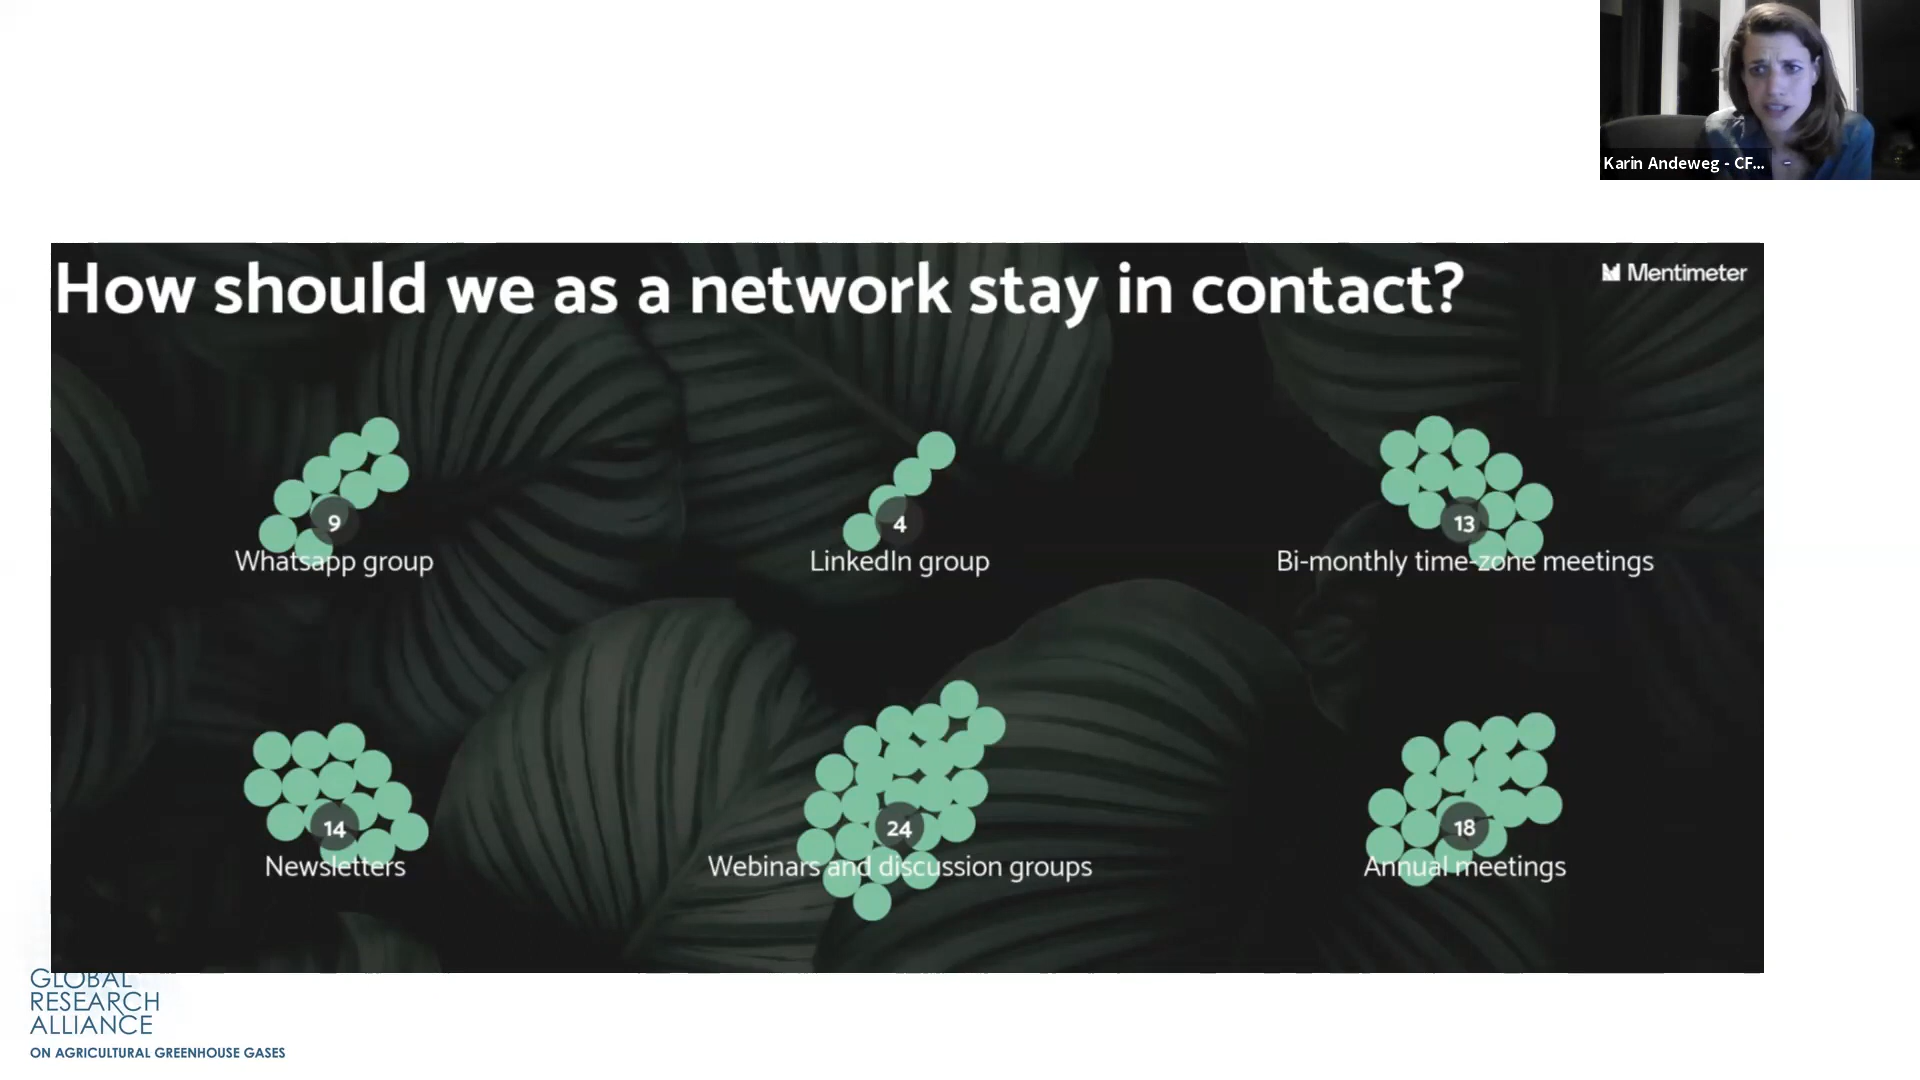 Karin Andeweg - CF...
How should we as a network stay in contact?
Mentimeter
9
Whatsapp group
4
LinkedIn group
13
Bi-monthly time-zone meetings
14
Newsletters
24
Webinars and discussion groups
18
Annual meetings
GLOBAL
RESEARCH
ALLIANCE
ON AGRICULTURAL GREENHOUSE GASES